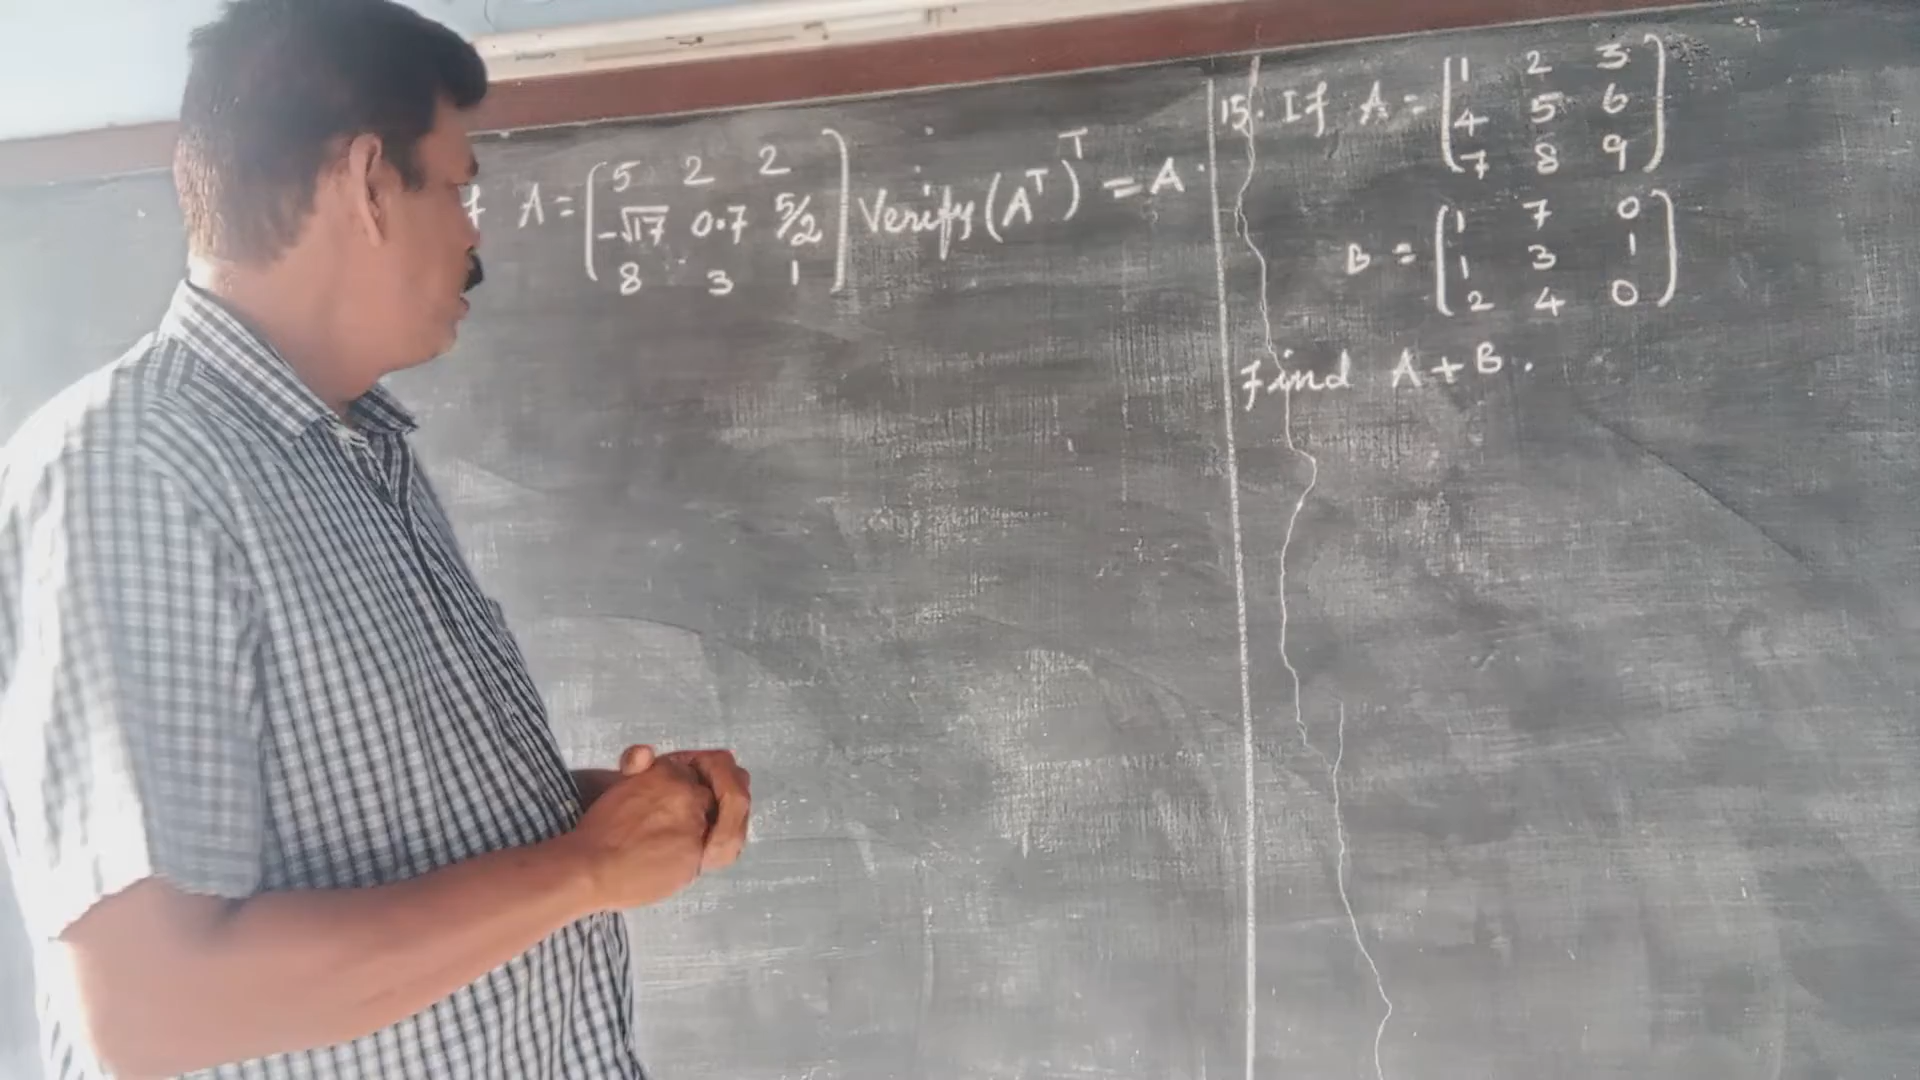 A = (5 2 2
-√17 0.7 5/2
8 3 1) Verify (A^T)^T = A.
15. If A = (1 2 3
4 5 6
7 8 9)
B = (1 7 0
1 3 1
2 4 0)
Find A + B.